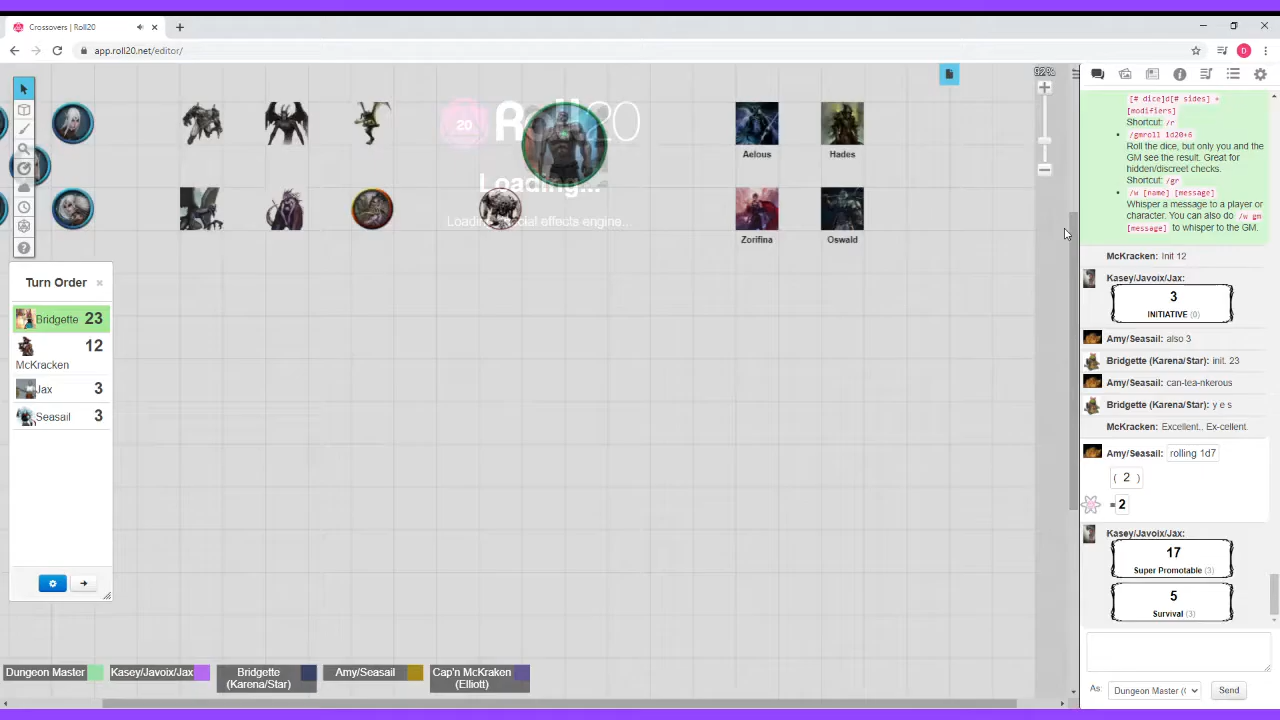 Crossovers | Roll20
app.roll20.net/editor/
D
20
Roll20
Loading...
82%
Aelous
Hades
Zorifina
Oswald
Turn Order
Bridgette 23
12
McKracken
Jax 3
Seasail 3
Dungeon Master
Kasey/Javoix/Jax
Bridgette
(Karena/Star)
Amy/Seasail
Cap'n McKraken
(Elliott)
[# dice]d[# sides] +
[modifiers]
Shortcut: /r
/gmroll 1d20+6
Roll the dice, but only you and the
GM see the result. Great for
hidden/discreet checks.
Shortcut: /gr
/w [name] [message]
Whisper a message to a player or
character. You can also do /w gm
[message] to whisper to the GM.
McKracken: Init 12
Kasey/Javoix/Jax:
3
INITIATIVE (0)
Amy/Seasail: also 3
Bridgette (Karena/Star): init. 23
Amy/Seasail: can-tea-nkerous
Bridgette (Karena/Star): y e s
McKracken: Excellent.. Ex-cellent.
Amy/Seasail: rolling 1d7
( 2 )
= 2
Kasey/Javoix/Jax:
17
Super Promotable (3)
5
Survival (3)
As: Dungeon Master (
Send